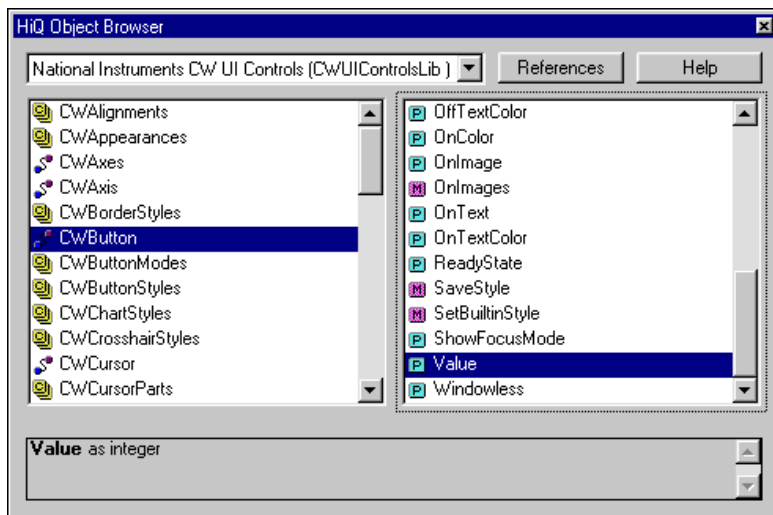 HiQ Object Browser
National Instruments CW UI Controls (CWUIControlsLib )
References
Help
CWAlignments
CWAppearances
CWAxes
CWAxis
CWBorderStyles
CWButton
CWButtonModes
CWButtonStyles
CWChartStyles
CWCrosshairStyles
CWCursor
CWCursorParts
P OffTextColor
P OnColor
P OnImage
M OnImages
P OnText
P OnTextColor
P ReadyState
M SaveStyle
M SetBuiltinStyle
P ShowFocusMode
P Value
P Windowless
Value as integer